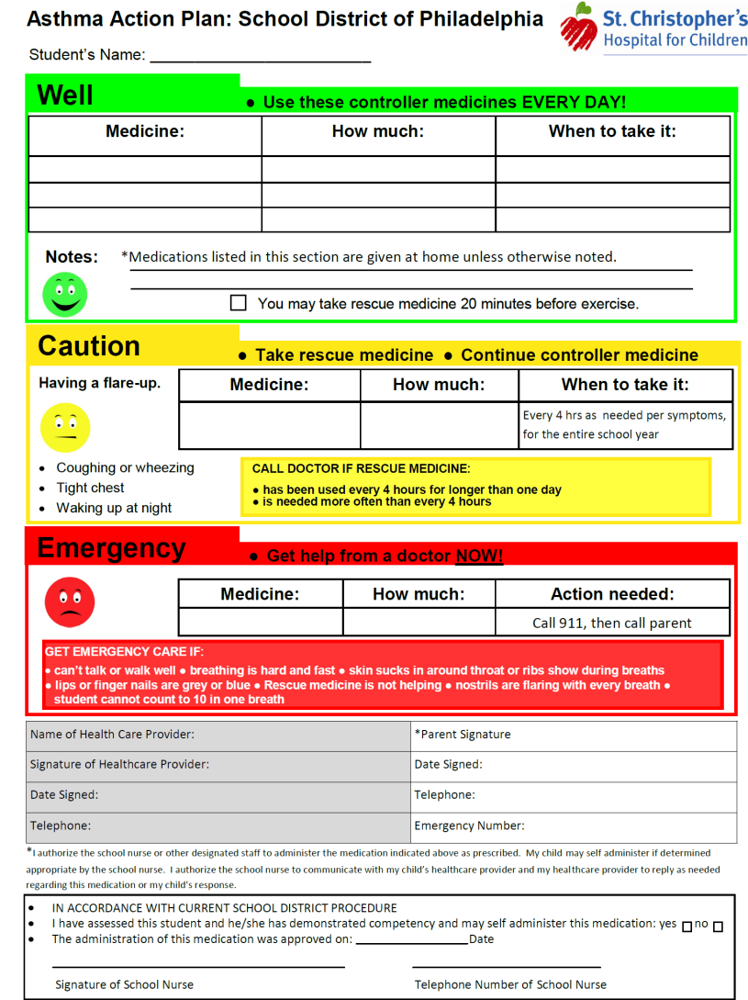 Asthma Action Plan: School District of Philadelphia
St. Christopher's
Hospital for Children
Student's Name: ___________________________
Well
● Use these controller medicines EVERY DAY!
Medicine: How much: When to take it:
Notes: *Medications listed in this section are given at home unless otherwise noted.
You may take rescue medicine 20 minutes before exercise.
Caution
● Take rescue medicine ● Continue controller medicine
Having a flare-up.
Medicine: How much: When to take it:
Every 4 hrs as needed per symptoms,
for the entire school year
• Coughing or wheezing
• Tight chest
• Waking up at night
CALL DOCTOR IF RESCUE MEDICINE:
● has been used every 4 hours for longer than one day
● is needed more often than every 4 hours
Emergency
● Get help from a doctor NOW!
Medicine: How much: Action needed:
Call 911, then call parent
GET EMERGENCY CARE IF:
● can't talk or walk well ● breathing is hard and fast ● skin sucks in around throat or ribs show during breaths
● lips or finger nails are grey or blue ● Rescue medicine is not helping ● nostrils are flaring with every breath ●
student cannot count to 10 in one breath
Name of Health Care Provider: *Parent Signature
Signature of Healthcare Provider: Date Signed:
Date Signed: Telephone:
Telephone: Emergency Number:
*I authorize the school nurse or other designated staff to administer the medication indicated above as prescribed. My child may self administer if determined
appropriate by the school nurse. I authorize the school nurse to communicate with my child's healthcare provider and my healthcare provider to reply as needed
regarding this medication or my child's response.
• IN ACCORDANCE WITH CURRENT SCHOOL DISTRICT PROCEDURE
• I have assessed this student and he/she has demonstrated competency and may self administer this medication: yes □ no □
• The administration of this medication was approved on: __________________Date
Signature of School Nurse Telephone Number of School Nurse